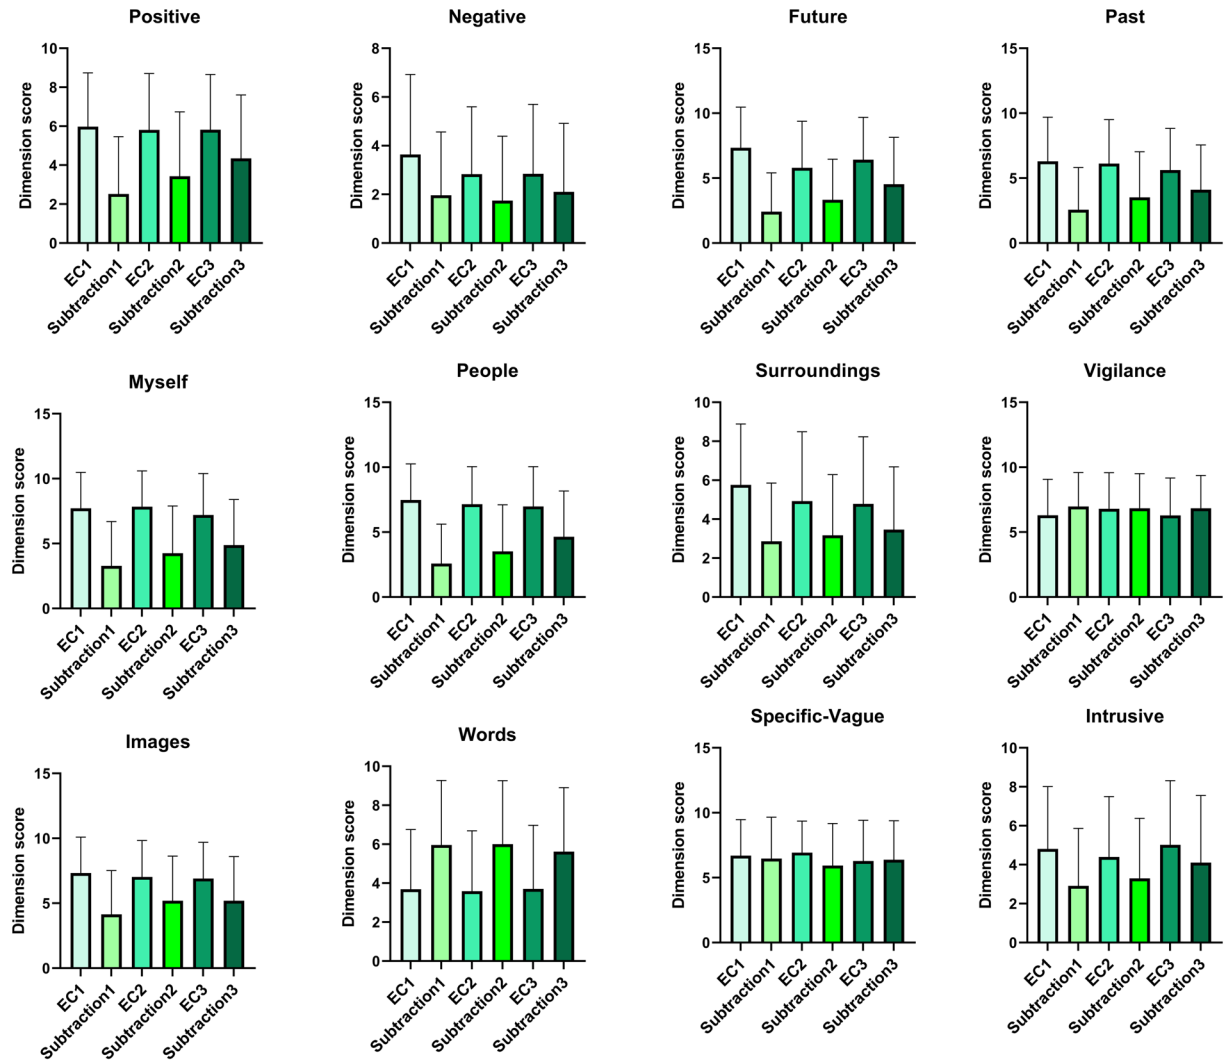 Positive
Dimension score
10
8
6
4
2
0
EC1
Subtraction1
EC2
Subtraction2
EC3
Subtraction3
Negative
Dimension score
8
6
4
2
0
EC1
Subtraction1
EC2
Subtraction2
EC3
Subtraction3
Future
Dimension score
15
10
5
0
EC1
Subtraction1
EC2
Subtraction2
EC3
Subtraction3
Past
Dimension score
15
10
5
0
EC1
Subtraction1
EC2
Subtraction2
EC3
Subtraction3
Myself
Dimension score
15
10
5
0
EC1
Subtraction1
EC2
Subtraction2
EC3
Subtraction3
People
Dimension score
15
10
5
0
EC1
Subtraction1
EC2
Subtraction2
EC3
Subtraction3
Surroundings
Dimension score
10
8
6
4
2
0
EC1
Subtraction1
EC2
Subtraction2
EC3
Subtraction3
Vigilance
Dimension score
15
10
5
0
EC1
Subtraction1
EC2
Subtraction2
EC3
Subtraction3
Images
Dimension score
15
10
5
0
EC1
Subtraction1
EC2
Subtraction2
EC3
Subtraction3
Words
Dimension score
10
8
6
4
2
0
EC1
Subtraction1
EC2
Subtraction2
EC3
Subtraction3
Specific-Vague
Dimension score
15
10
5
0
EC1
Subtraction1
EC2
Subtraction2
EC3
Subtraction3
Intrusive
Dimension score
10
8
6
4
2
0
EC1
Subtraction1
EC2
Subtraction2
EC3
Subtraction3